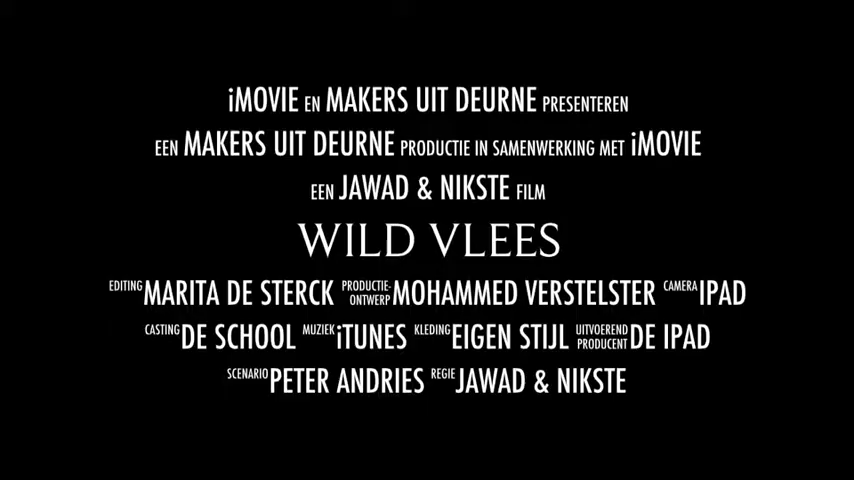 iMOVIE EN MAKERS UIT DEURNE PRESENTEREN
EEN MAKERS UIT DEURNE PRODUCTIE IN SAMENWERKING MET iMOVIE
EEN JAWAD & NIKSTE FILM
WILD VLEES
EDITING MARITA DE STERCK PRODUCTIE-ONTWERP MOHAMMED VERSTELSTER CAMERA IPAD
CASTING DE SCHOOL MUZIEK iTUNES KLEDING EIGEN STIJL UITVOEREND PRODUCENT DE IPAD
SCENARIO PETER ANDRIES REGIE JAWAD & NIKSTE